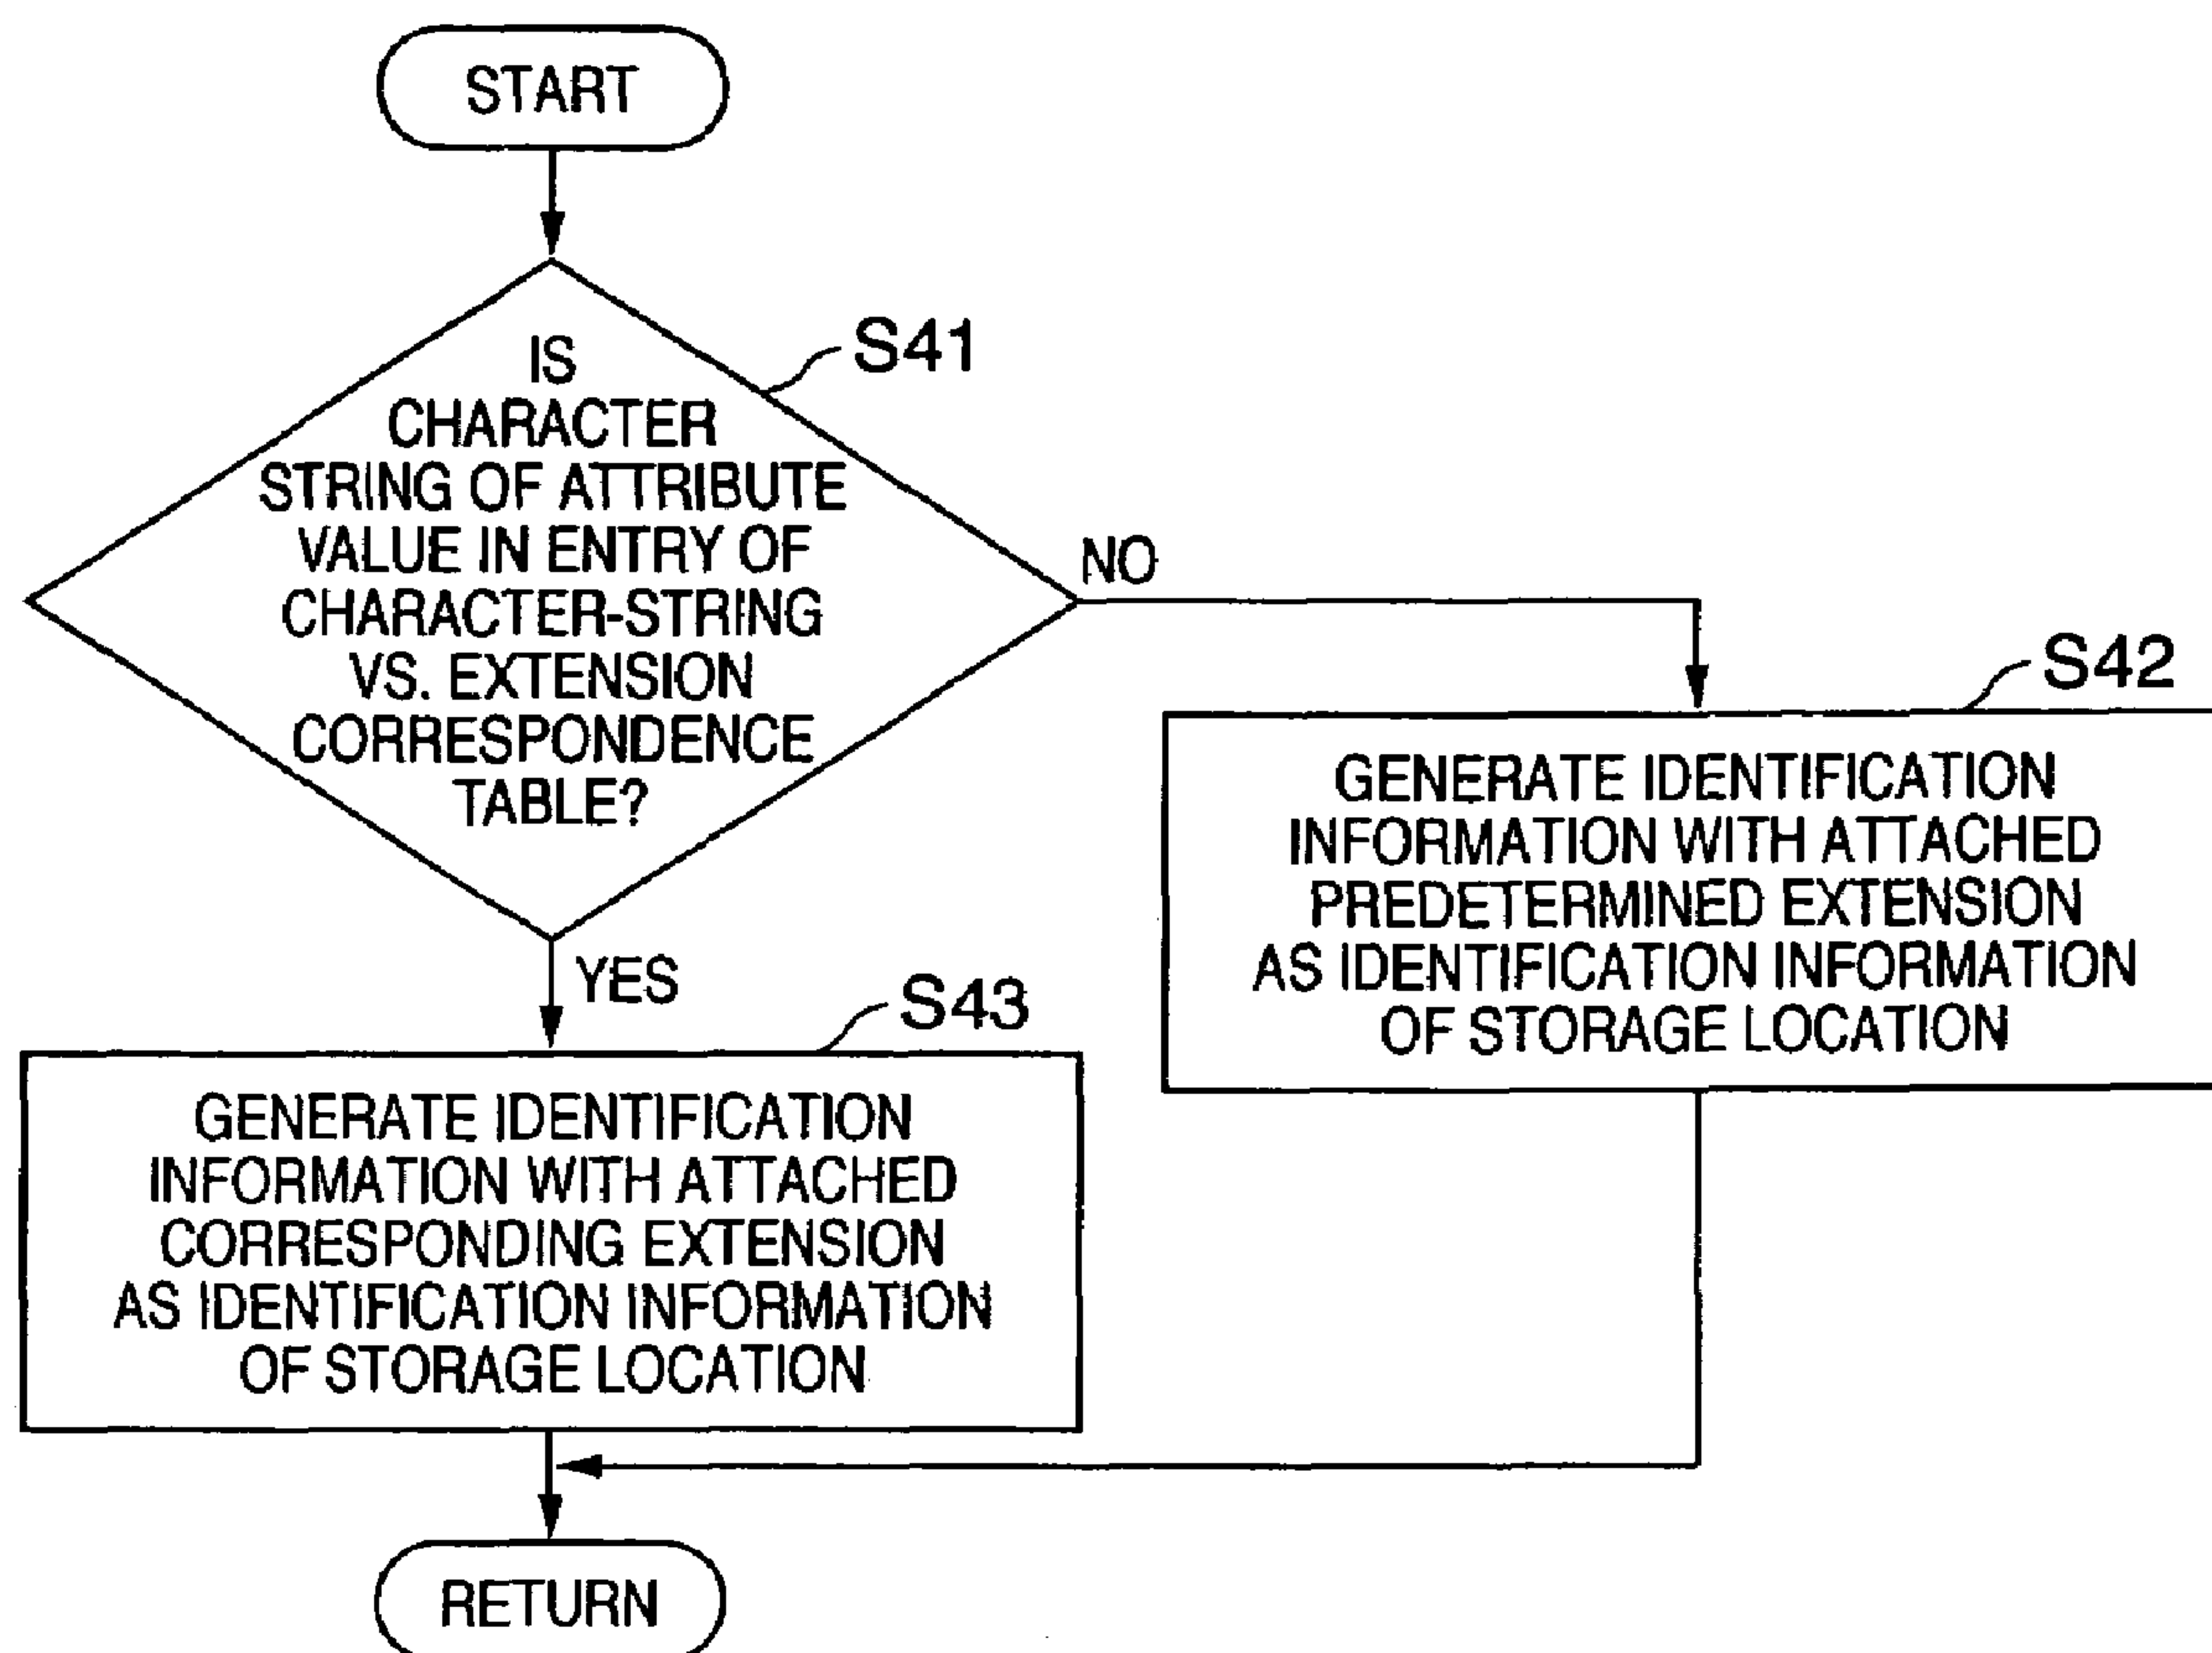 START
S41
IS
CHARACTER
STRING OF ATTRIBUTE
VALUE IN ENTRY OF
CHARACTER-STRING
VS. EXTENSION
CORRESPONDENCE
TABLE?
NO
S42
GENERATE IDENTIFICATION
INFORMATION WITH ATTACHED
PREDETERMINED EXTENSION
AS IDENTIFICATION INFORMATION
OF STORAGE LOCATION
YES
S43
GENERATE IDENTIFICATION
INFORMATION WITH ATTACHED
CORRESPONDING EXTENSION
AS IDENTIFICATION INFORMATION
OF STORAGE LOCATION
RETURN